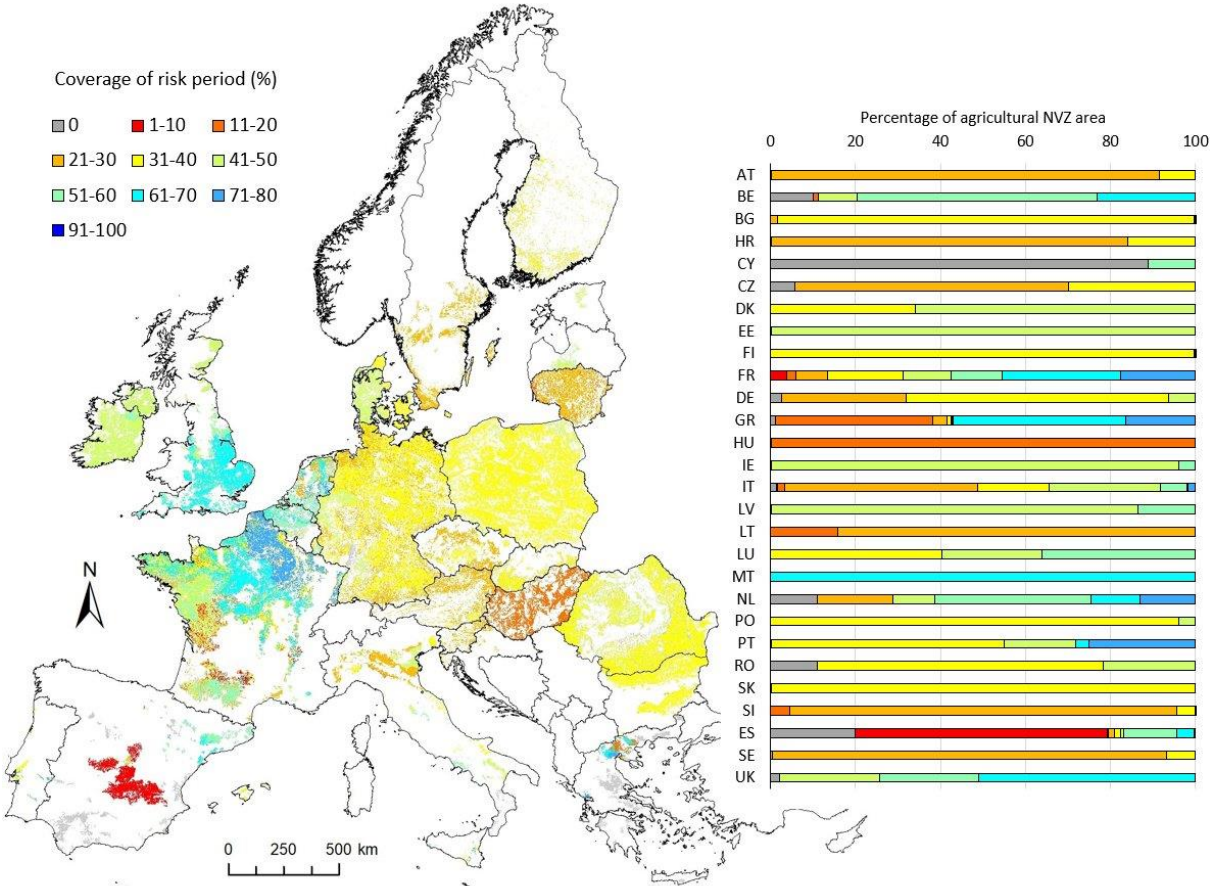 Coverage of risk period (%)
0 1-10 11-20
21-30 31-40 41-50
51-60 61-70 71-80
91-100
N
0 250 500 km
Percentage of agricultural NVZ area
0 20 40 60 80 100
AT
BE
BG
HR
CY
CZ
DK
EE
FI
FR
DE
GR
HU
IE
IT
LV
LT
LU
MT
NL
PO
PT
RO
SK
SI
ES
SE
UK